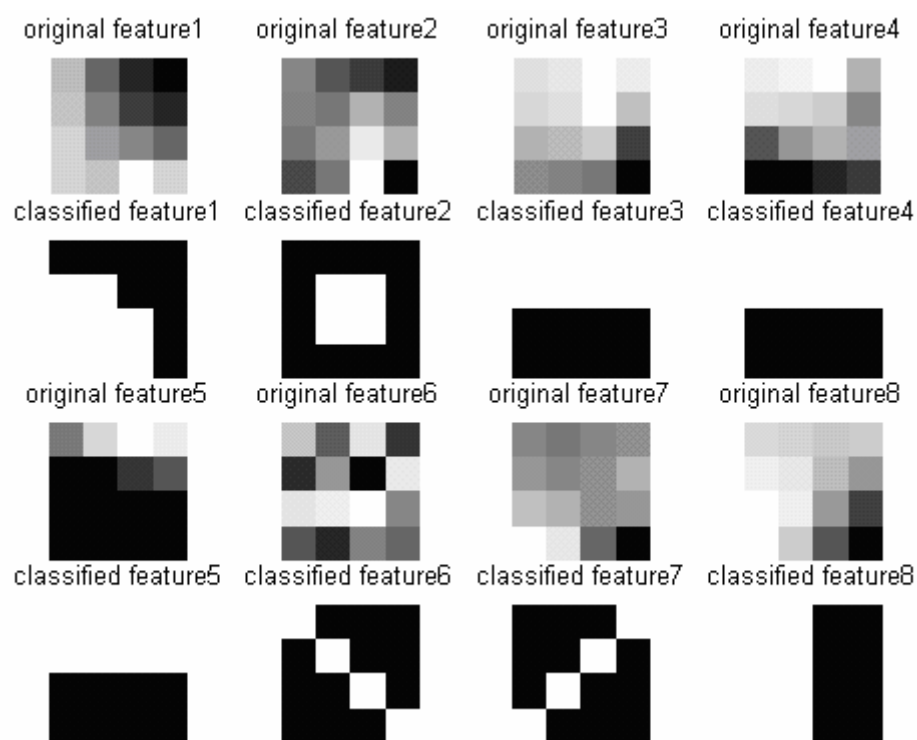 original feature1 original feature2 original feature3 original feature4
classified feature1 classified feature2 classified feature3 classified feature4
original feature5 original feature6 original feature7 original feature8
classified feature5 classified feature6 classified feature7 classified feature8